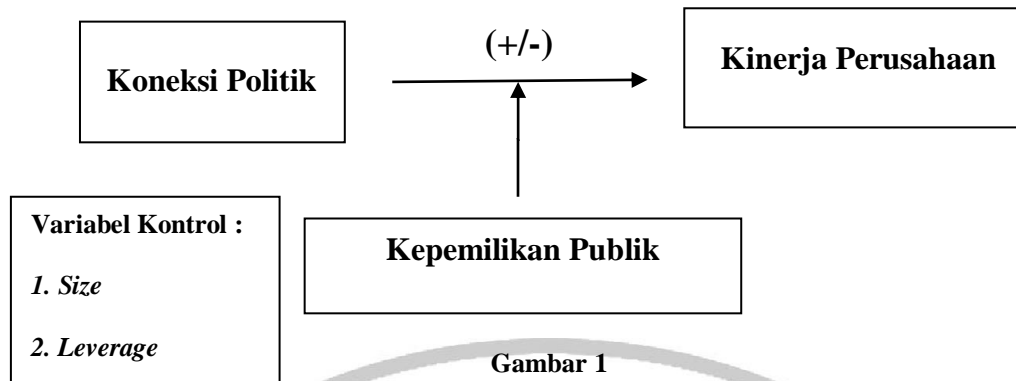 (+/-)
Koneksi Politik
Kinerja Perusahaan
Variabel Kontrol :
1. Size
2. Leverage
Kepemilikan Publik
Gambar 1